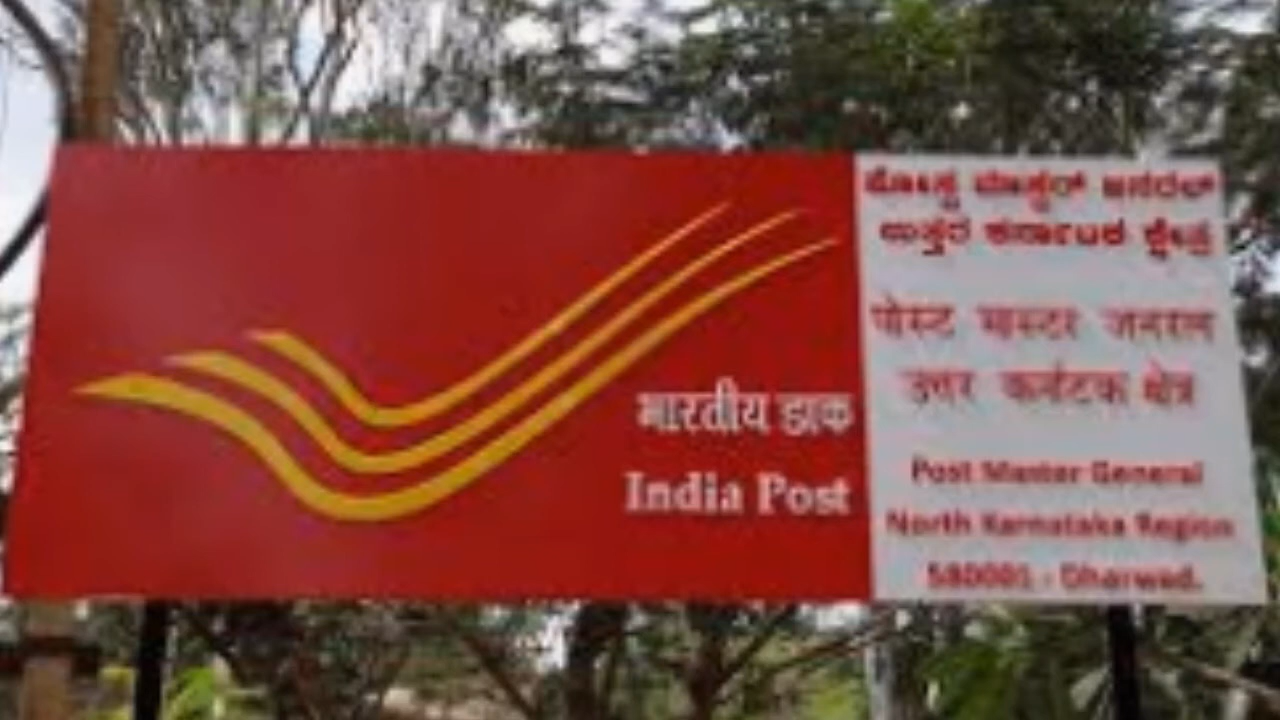 भारतीय डाक
India Post
ಪೋಸ್ಟ ಮಾಸ್ಟರ್ ಜನರಲ್
ಉತ್ತರ ಕರ್ನಾಟಕ ಕ್ಷೇತ್ರ
पोस्ट मास्टर जनरल
उत्तर कर्नाटक क्षेत्र
Post Master General
North Karnataka Region
580001 - Dharwad.